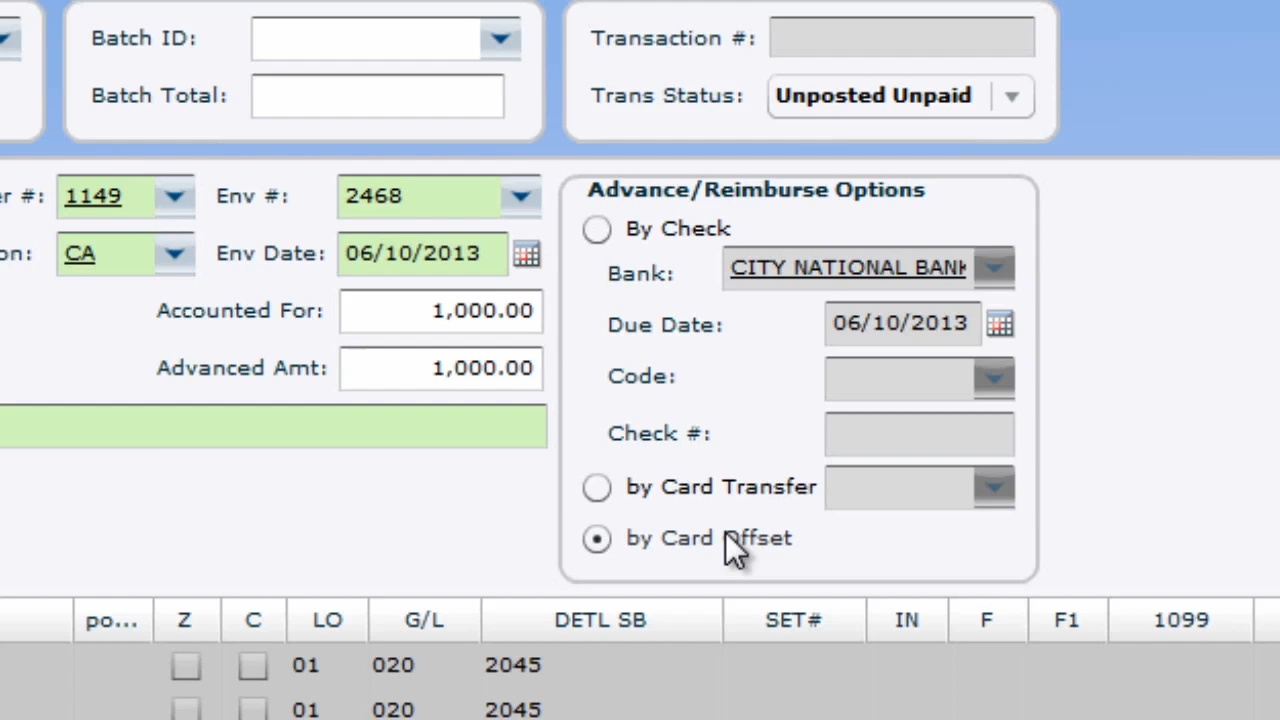 Batch ID:
Batch Total:
Transaction #:
Trans Status: Unposted Unpaid
r #: 1149 Env #: 2468
on: CA Env Date: 06/10/2013
Accounted For: 1,000.00
Advanced Amt: 1,000.00
Advance/Reimburse Options
By Check
Bank: CITY NATIONAL BANK
Due Date: 06/10/2013
Code:
Check #:
by Card Transfer
by Card Offset
po... Z C LO G/L DETL SB SET# IN F F1 1099
01 020 2045
01 020 2045